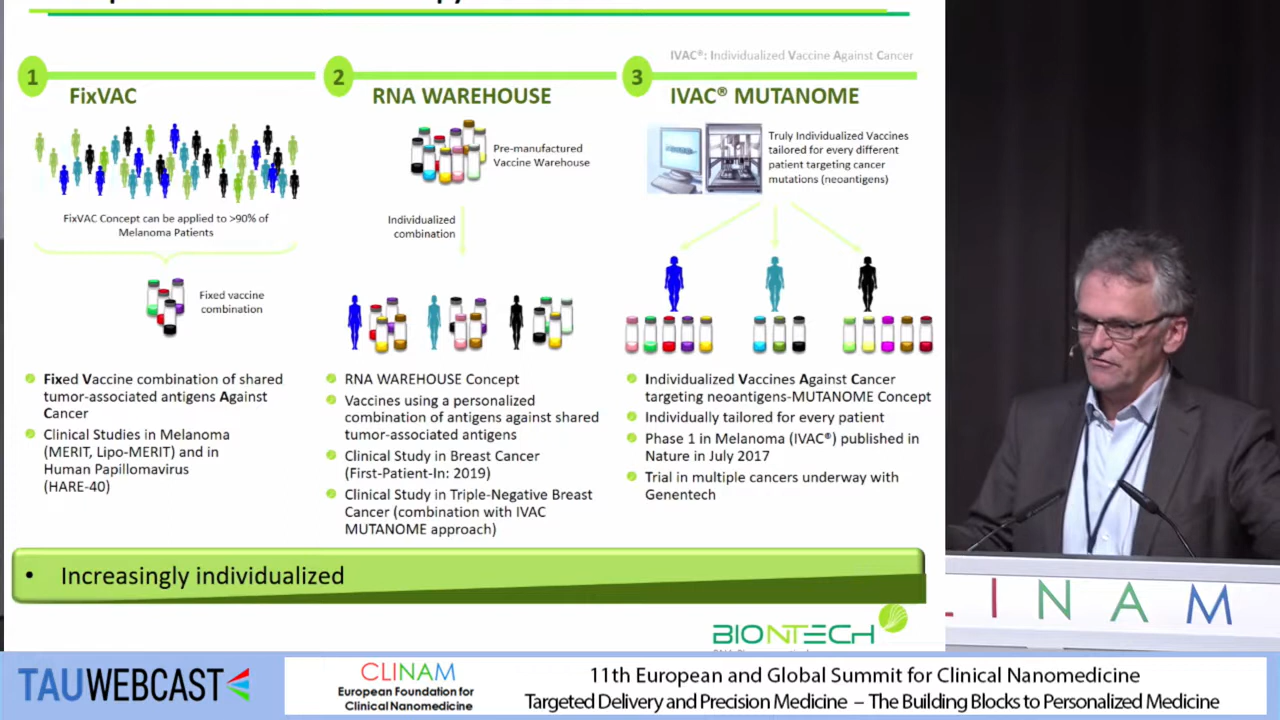 IVAC®: Individualized Vaccine Against Cancer
1
FixVAC
FixVAC Concept can be applied to >90% of
Melanoma Patients
Fixed vaccine
combination
Fixed Vaccine combination of shared
tumor-associated antigens Against
Cancer
Clinical Studies in Melanoma
(MERIT, Lipo-MERIT) and in
Human Papillomavirus
(HARE-40)
2
RNA WAREHOUSE
Pre-manufactured
Vaccine Warehouse
Individualized
combination
RNA WAREHOUSE Concept
Vaccines using a personalized
combination of antigens against shared
tumor-associated antigens
Clinical Study in Breast Cancer
(First-Patient-In: 2019)
Clinical Study in Triple-Negative Breast
Cancer (combination with IVAC
MUTANOME approach)
3
IVAC® MUTANOME
Truly Individualized Vaccines
tailored for every different
patient targeting cancer
mutations (neoantigens)
Individualized Vaccines Against Cancer
targeting neoantigens-MUTANOME Concept
Individually tailored for every patient
Phase 1 in Melanoma (IVAC®) published in
Nature in July 2017
Trial in multiple cancers underway with
Genentech
• Increasingly individualized
BIONTECH
LINAM
TAUWEBCAST
CLINAM
European Foundation for
Clinical Nanomedicine
11th European and Global Summit for Clinical Nanomedicine
Targeted Delivery and Precision Medicine – The Building Blocks to Personalized Medicine